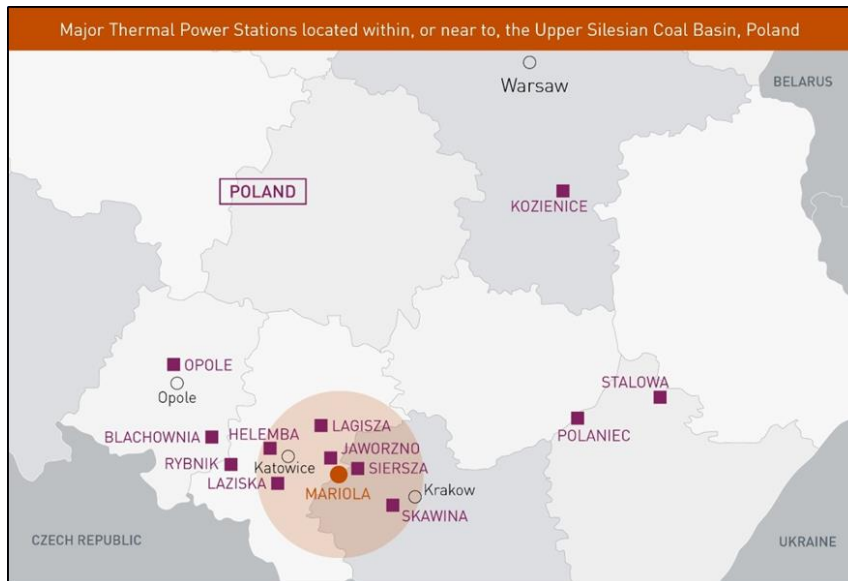 Major Thermal Power Stations located within, or near to, the Upper Silesian Coal Basin, Poland
BELARUS
Warsaw
POLAND
KOZIENICE
OPOLE
Opole
STALOWA
POLANIEC
LAGISZA
HELEMBA
BLACHOWNIA
JAWORZNO
Katowice
SIERSZA
RYBNIK
LAZISKA
MARIOLA
Krakow
SKAWINA
CZECH REPUBLIC
UKRAINE